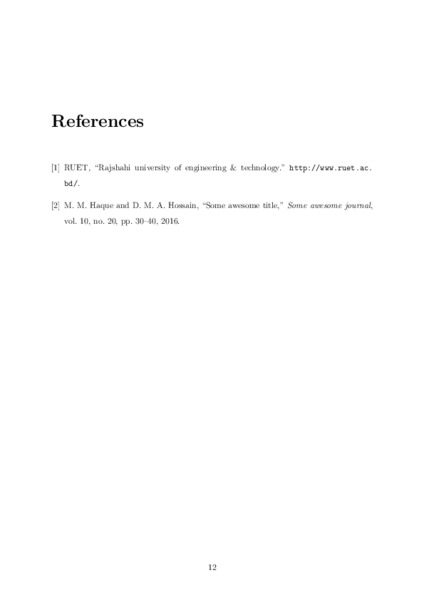 References
[1] RUET, “Rajshahi university of engineering & technology.” http://www.ruet.ac.
bd/.
[2] M. M. Haque and D. M. A. Hossain, “Some awesome title,” Some awesome journal,
vol. 10, no. 20, pp. 30–40, 2016.
12